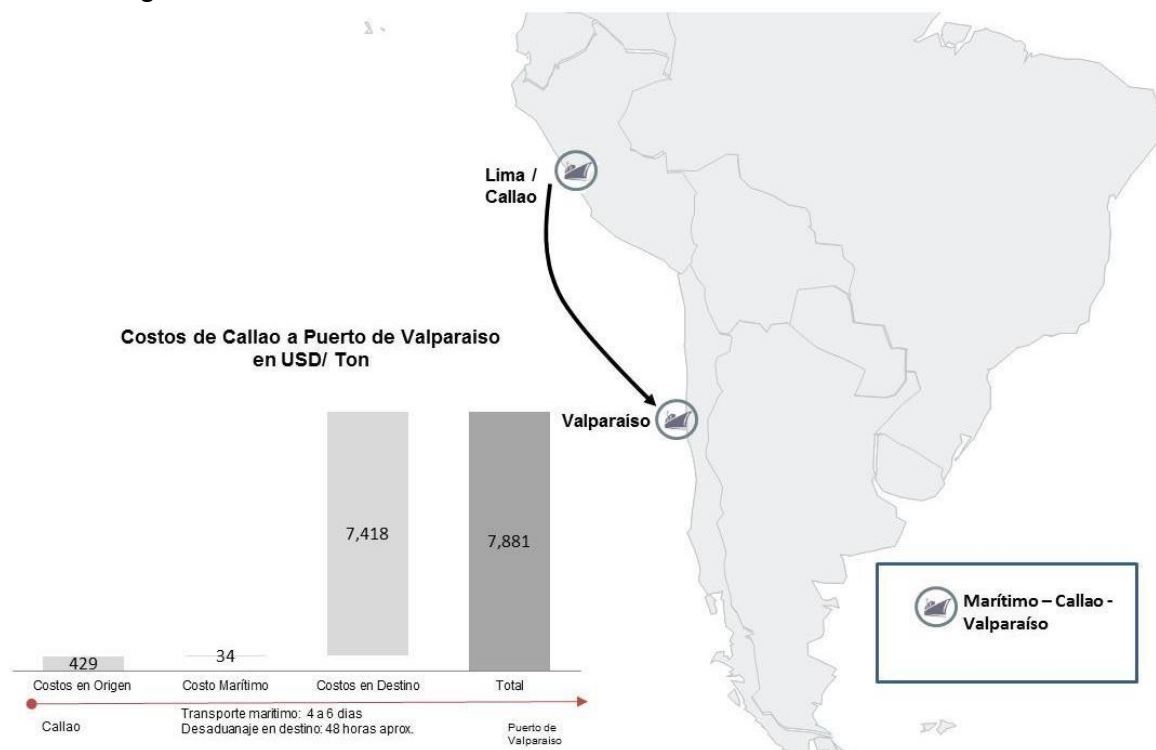 Lima /
Callao
Costos de Callao a Puerto de Valparaiso
en USD/ Ton
Valparaíso
7,418
7,881
429
34
Costos en Origen
Costo Marítimo
Costos en Destino
Total
Callao
Transporte maritimo: 4 a 6 dias
Desaduanaje en destino: 48 horas aprox.
Puerto de
Valparaiso
Marítimo – Callao -
Valparaíso